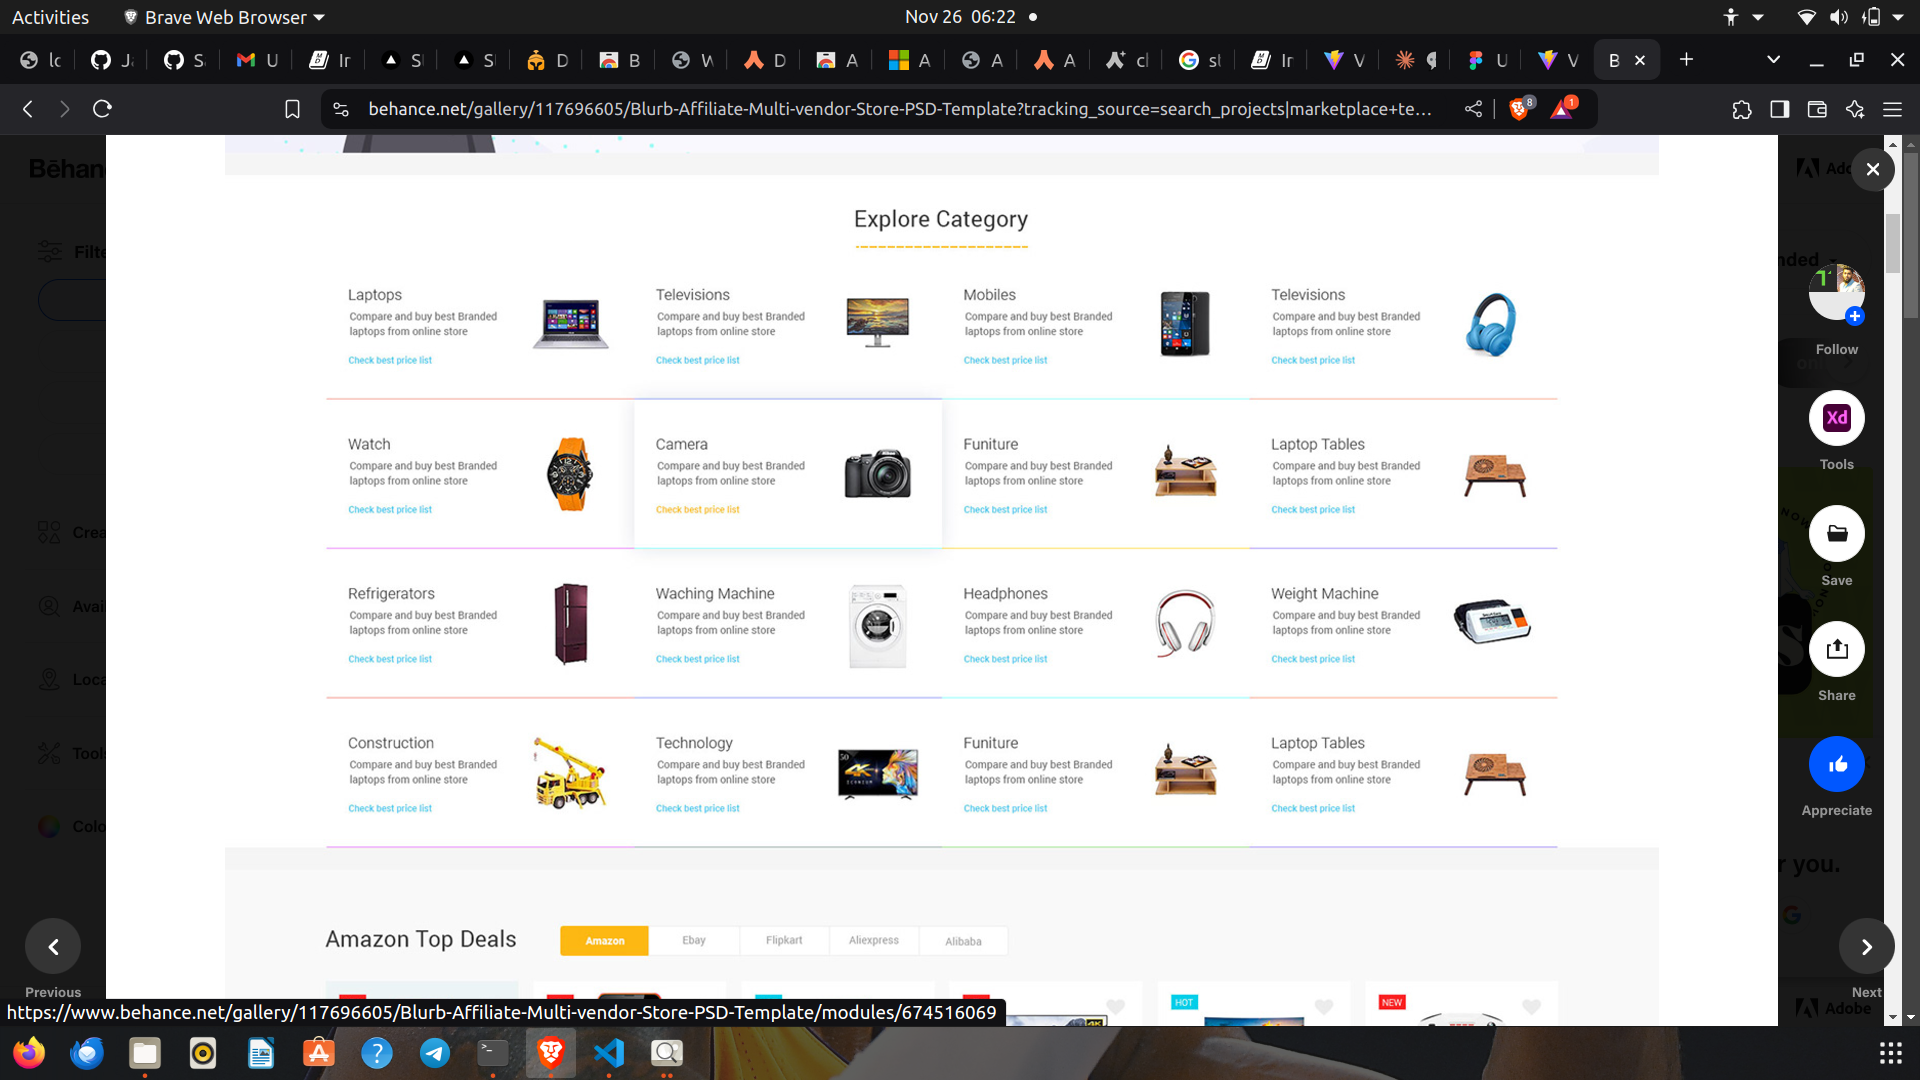 Activities
Brave Web Browser
Nov 26 06:22
U
Ir
D
B
D
A
A
A
A
cl
Ir
V
U
V
B
behance.net/gallery/117696605/Blurb-Affiliate-Multi-vendor-Store-PSD-Template?tracking_source=search_projects|marketplace+te...
8
1
Bēhan
Filte
Crea
Avai
Loca
Tools
Colo
Explore Category
Laptops
Compare and buy best Branded
laptops from online store
Check best price list
Televisions
Compare and buy best Branded
laptops from online store
Check best price list
Mobiles
Compare and buy best Branded
laptops from online store
Check best price list
Televisions
Compare and buy best Branded
laptops from online store
Check best price list
Watch
Compare and buy best Branded
laptops from online store
Check best price list
Camera
Compare and buy best Branded
laptops from online store
Check best price list
Funiture
Compare and buy best Branded
laptops from online store
Check best price list
Laptop Tables
Compare and buy best Branded
laptops from online store
Check best price list
Refrigerators
Compare and buy best Branded
laptops from online store
Check best price list
Waching Machine
Compare and buy best Branded
laptops from online store
Check best price list
Headphones
Compare and buy best Branded
laptops from online store
Check best price list
Weight Machine
Compare and buy best Branded
laptops from online store
Check best price list
Construction
Compare and buy best Branded
laptops from online store
Check best price list
Technology
Compare and buy best Branded
laptops from online store
Check best price list
50
4K
Funiture
Compare and buy best Branded
laptops from online store
Check best price list
Laptop Tables
Compare and buy best Branded
laptops from online store
Check best price list
Amazon Top Deals
Amazon
Ebay
Flipkart
Aliexpress
Alibaba
HOT
NEW
4K
nded
Follow
Xd
Tools
Save
Share
Appreciate
r you.
Adobe
Previous
Next
https://www.behance.net/gallery/117696605/Blurb-Affiliate-Multi-vendor-Store-PSD-Template/modules/674516069